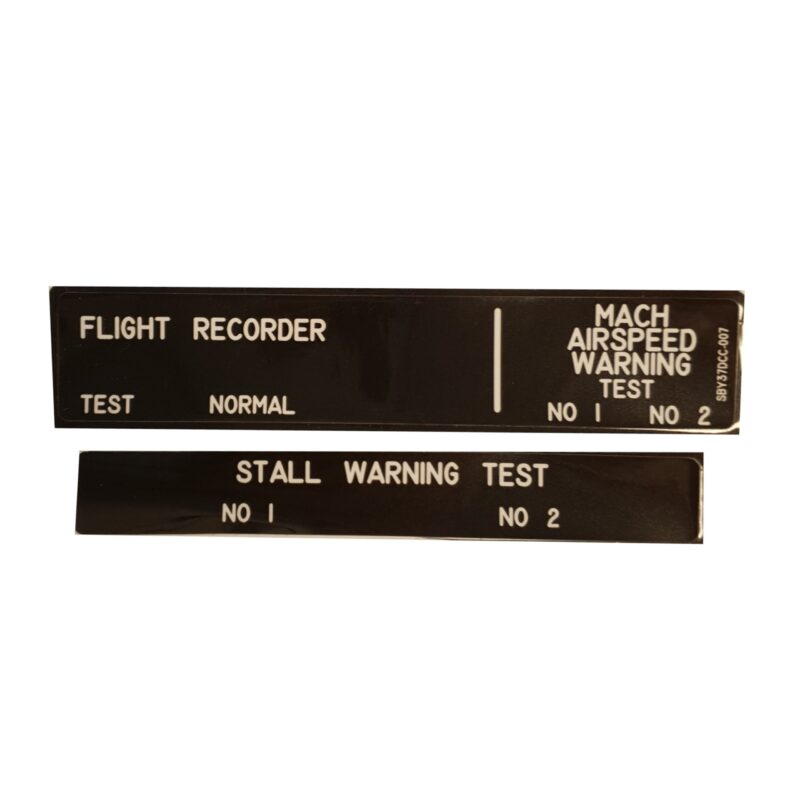 FLIGHT RECORDER
TEST NORMAL
MACH
AIRSPEED
WARNING
TEST
NO 1 NO 2
SBY37DCC-007
STALL WARNING TEST
NO 1 NO 2